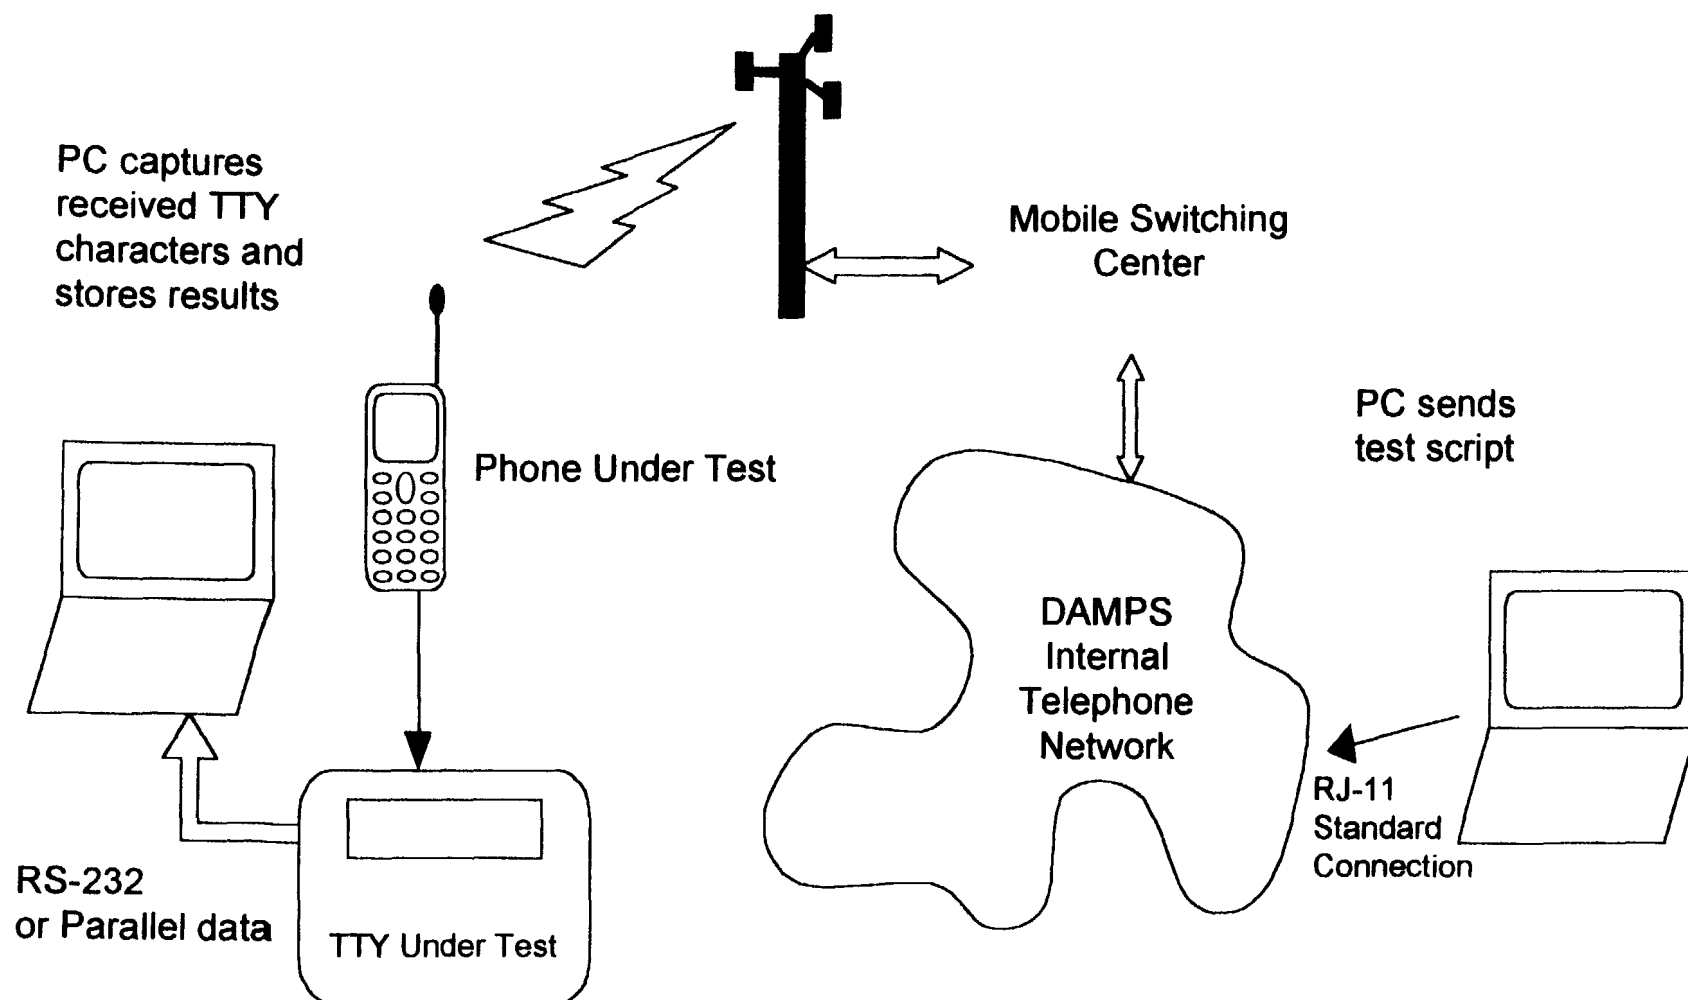 PC captures
received TTY
characters and
stores results
Mobile Switching
Center
PC sends
test script
Phone Under Test
DAMPS
Internal
Telephone
Network
RJ-11
Standard
Connection
RS-232
or Parallel data
TTY Under Test